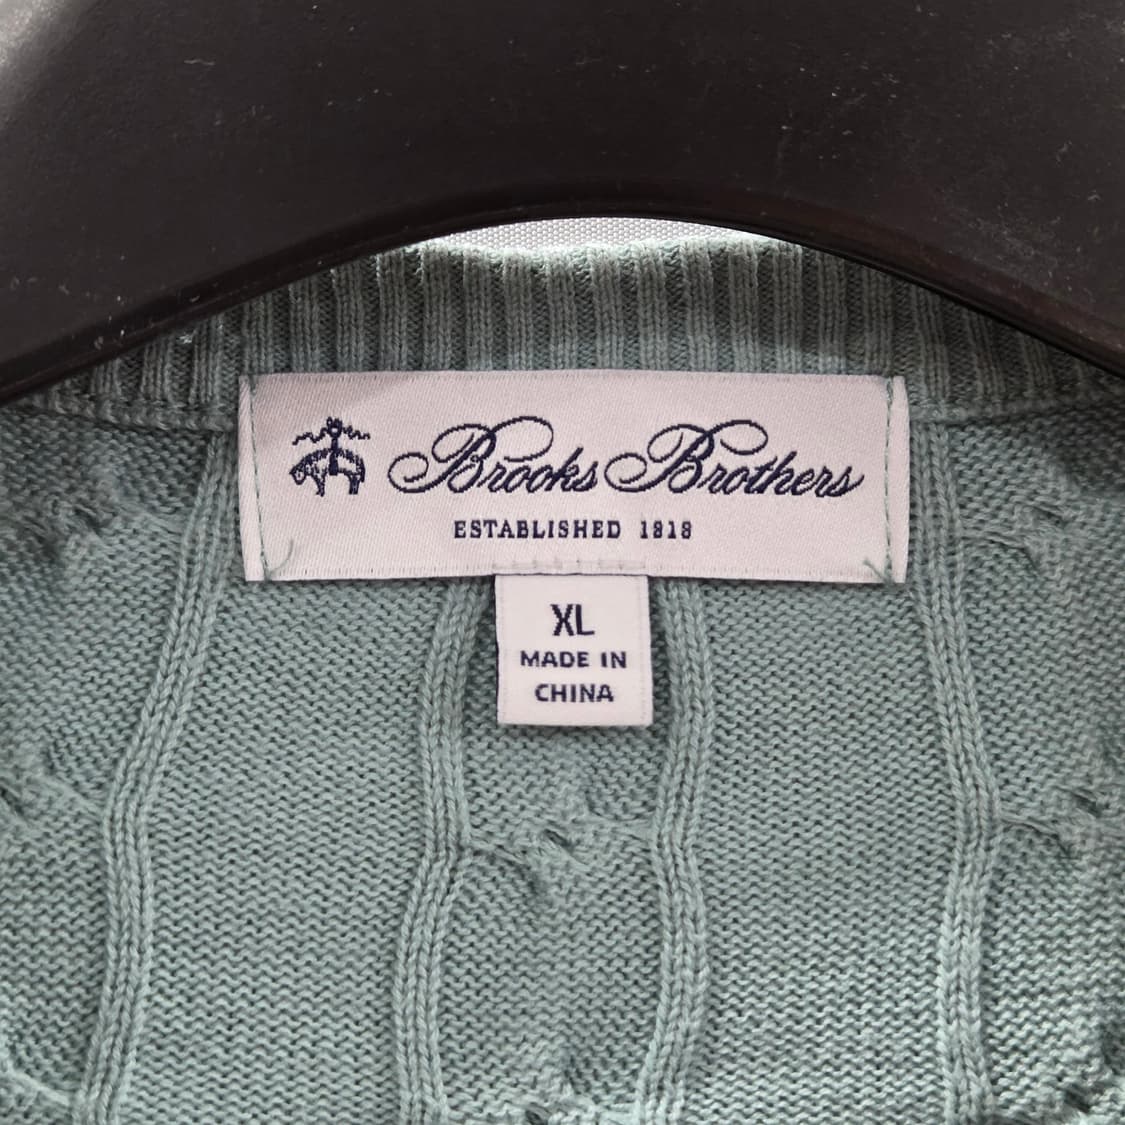 Brooks Brothers
ESTABLISHED 1818
XL
MADE IN
CHINA